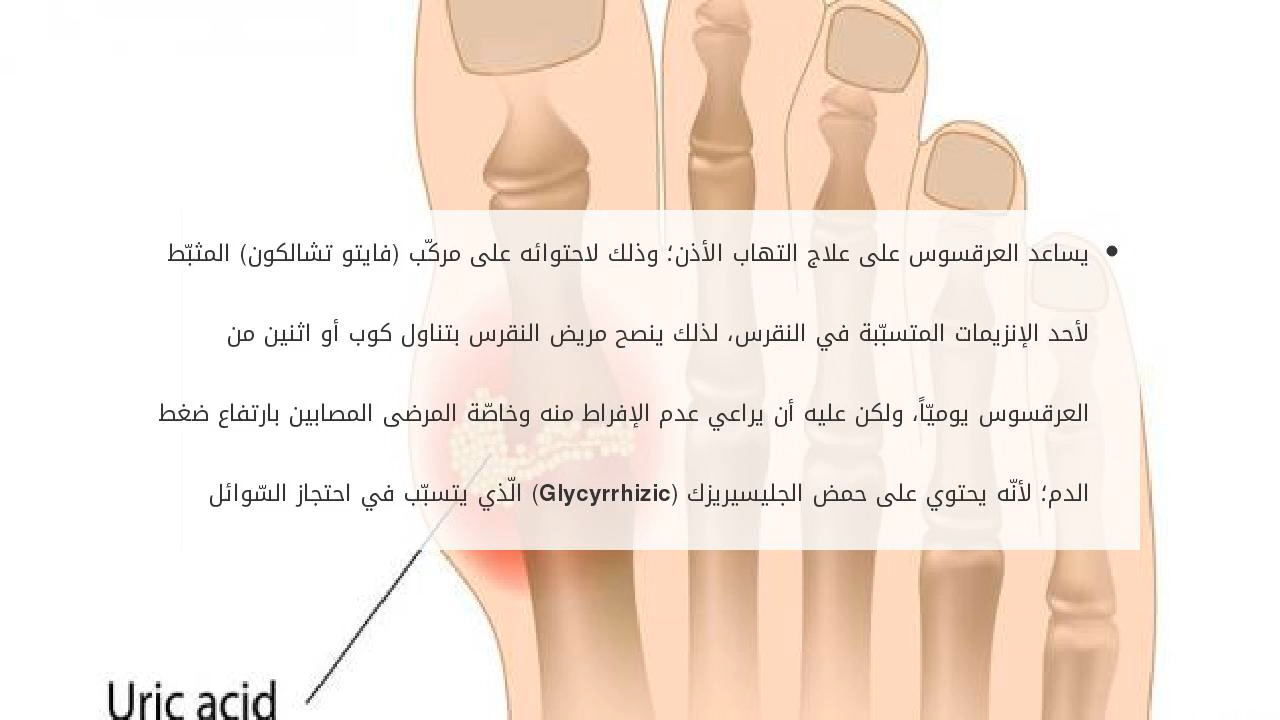 • يساعد العرقسوس على علاج التهاب الأذن؛ وذلك لاحتوائه على مركّب (فايتو تشالكون) المثبّط
لأحد الإنزيمات المتسبّبة في النقرس، لذلك ينصح مريض النقرس بتناول كوب أو اثنين من
العرقسوس يوميّاً، ولكن عليه أن يراعي عدم الإفراط منه وخاصّة المرضى المصابين بارتفاع ضغط
الدم؛ لأنّه يحتوي على حمض الجليسيريزك (Glycyrrhizic) الّذي يتسبّب في احتجاز السّوائل
Uric acid